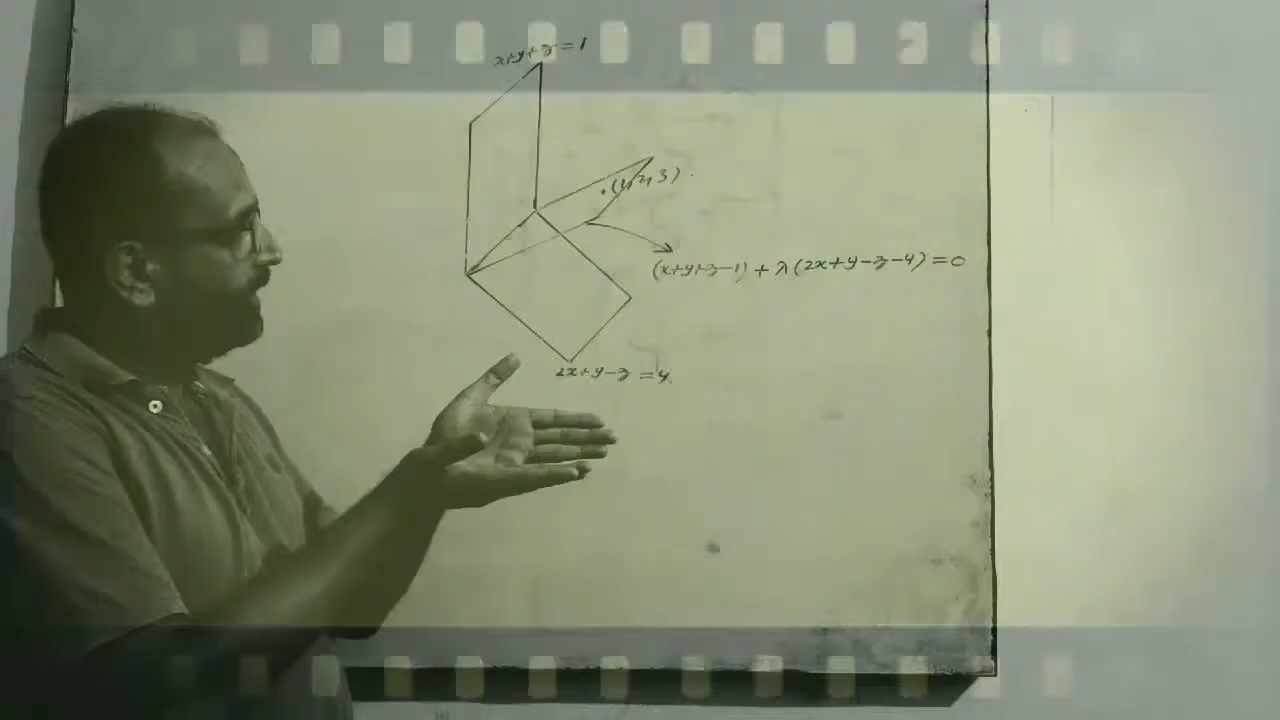 x+y+z=1
.(1,2,3).
(x+y+z-1) + λ(2x+y-z-4)=0
2x+y-z=4.